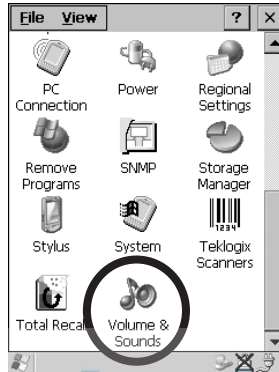 File View ? ×
PC Connection
Power
Regional Settings
Remove Programs
SNMP
Storage Manager
Stylus
System
Teklogix Scanners
1234
Total Recal
Volume & Sounds